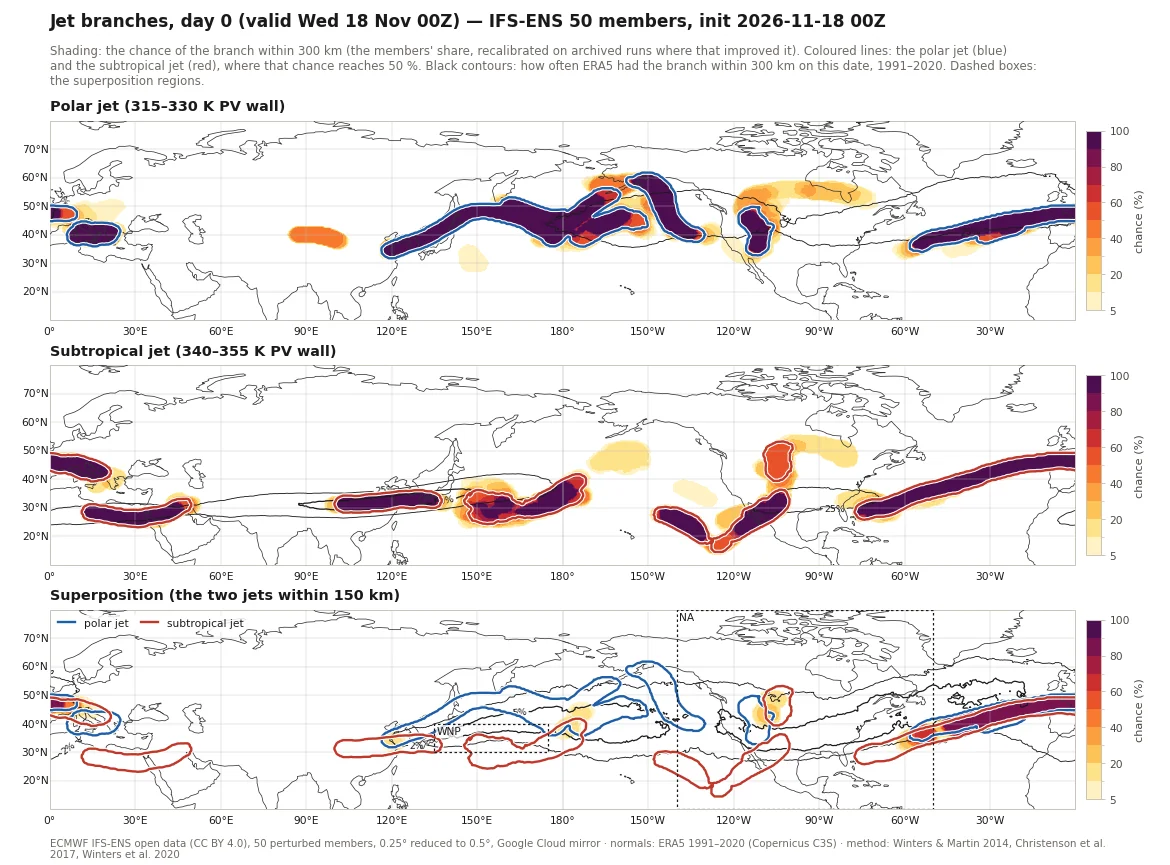 Jet branches, day 0 (valid Wed 18 Nov 00Z) — IFS-ENS 50 members, init 2026-11-18 00Z
Shading: the chance of the branch within 300 km (the members' share, recalibrated on archived runs where that improved it). Coloured lines: the polar jet (blue)
and the subtropical jet (red), where that chance reaches 50 %. Black contours: how often ERA5 had the branch within 300 km on this date, 1991–2020. Dashed boxes:
the superposition regions.
Polar jet (315–330 K PV wall)
70°N
60°N
50°N
40°N
30°N
20°N
0° 30°E 60°E 90°E 120°E 150°E 180° 150°W 120°W 90°W 60°W 30°W
100
80
60
40
20
5
chance (%)
Subtropical jet (340–355 K PV wall)
70°N
60°N
50°N
40°N
30°N
20°N
25%
0° 30°E 60°E 90°E 120°E 150°E 180° 150°W 120°W 90°W 60°W 30°W
100
80
60
40
20
5
chance (%)
Superposition (the two jets within 150 km)
polar jet subtropical jet
NA
70°N
60°N
50°N
40°N
30°N
20°N
5%
WNP
2%
0° 30°E 60°E 90°E 120°E 150°E 180° 150°W 120°W 90°W 60°W 30°W
100
80
60
40
20
5
chance (%)
ECMWF IFS-ENS open data (CC BY 4.0), 50 perturbed members, 0.25° reduced to 0.5°, Google Cloud mirror · normals: ERA5 1991–2020 (Copernicus C3S) · method: Winters & Martin 2014, Christenson et al.
2017, Winters et al. 2020